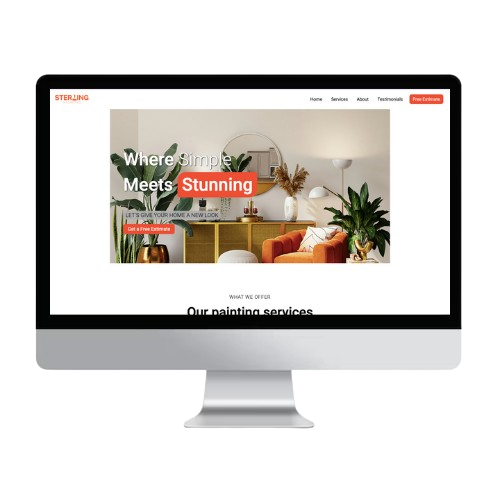 STERLING
Home Services About Testimonials Free Estimate
Where Simple
Meets Stunning
LET'S GIVE YOUR HOME A NEW LOOK
Get a Free Estimate
WHAT WE OFFER
Our painting services